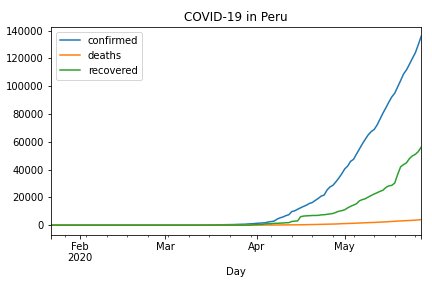 COVID-19 in Peru
140000
120000
100000
80000
60000
40000
20000
0
confirmed
deaths
recovered
Feb
2020
Mar
Apr
May
Day